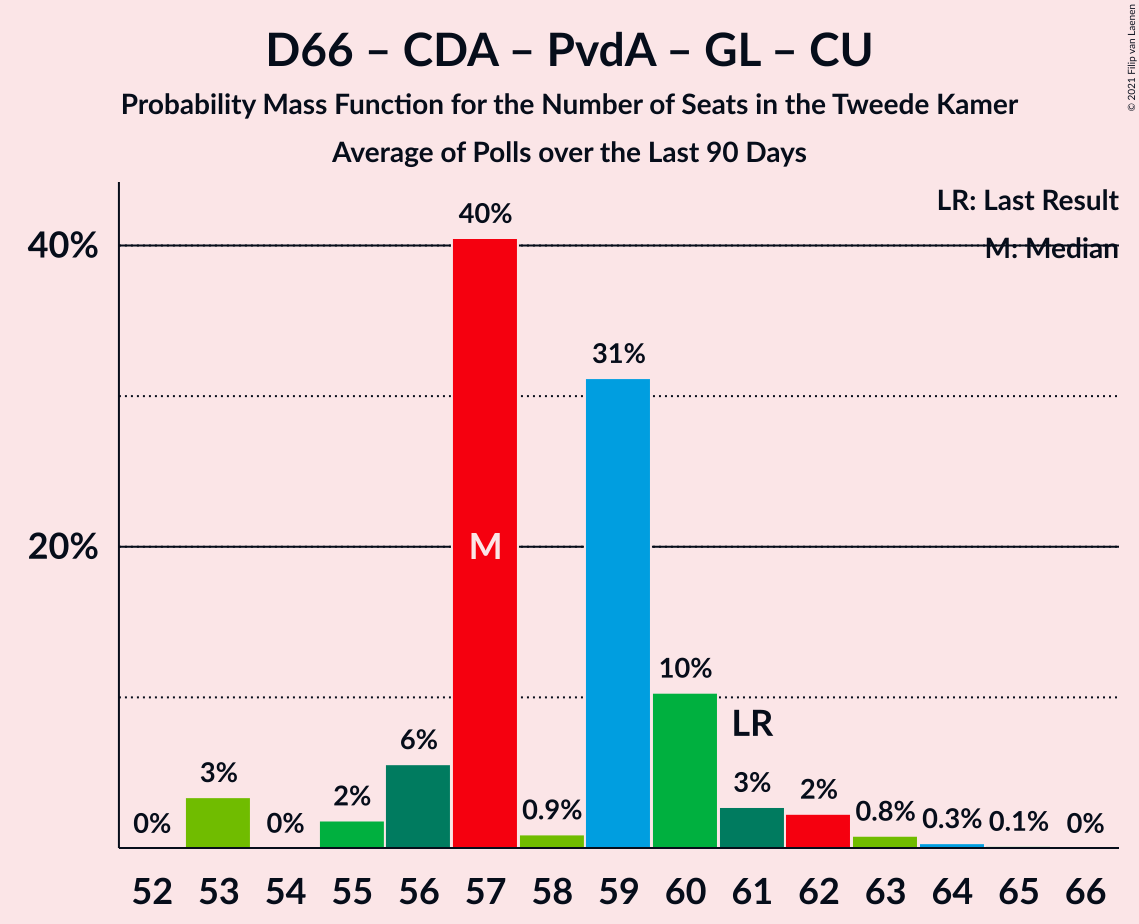 D66 – CDA – PvdA – GL – CU
Probability Mass Function for the Number of Seats in the Tweede Kamer
Average of Polls over the Last 90 Days
© 2021 Filip van Laenen
LR: Last Result
M: Median
40%
20%
0%
3%
0%
2%
6%
40%
M
0.9%
31%
10%
LR
3%
2%
0.8%
0.3%
0.1%
0%
52 53 54 55 56 57 58 59 60 61 62 63 64 65 66